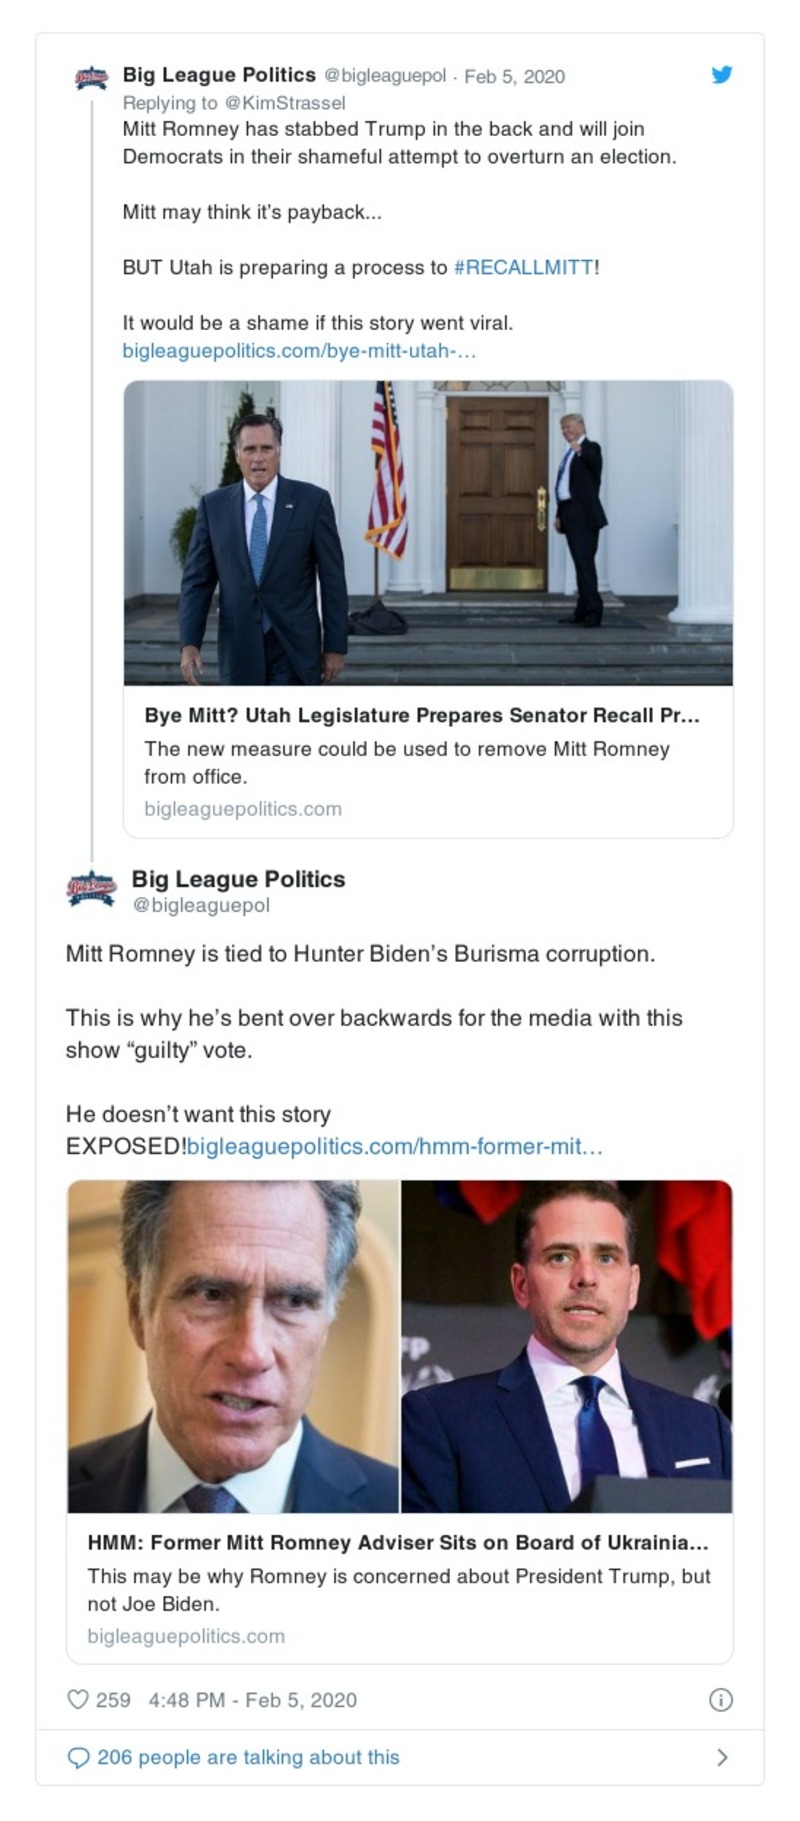 Big League Politics @bigleaguepol · Feb 5, 2020
Replying to @KimStrassel
Mitt Romney has stabbed Trump in the back and will join
Democrats in their shameful attempt to overturn an election.
Mitt may think it’s payback...
BUT Utah is preparing a process to #RECALLMITT!
It would be a shame if this story went viral.
bigleaguepolitics.com/bye-mitt-utah-…
Bye Mitt? Utah Legislature Prepares Senator Recall Pr…
The new measure could be used to remove Mitt Romney
from office.
bigleaguepolitics.com
Big League Politics
@bigleaguepol
Mitt Romney is tied to Hunter Biden’s Burisma corruption.
This is why he’s bent over backwards for the media with this
show “guilty” vote.
He doesn’t want this story
EXPOSED!bigleaguepolitics.com/hmm-former-mit…
FP
HMM: Former Mitt Romney Adviser Sits on Board of Ukrainia…
This may be why Romney is concerned about President Trump, but
not Joe Biden.
bigleaguepolitics.com
259 4:48 PM - Feb 5, 2020
206 people are talking about this